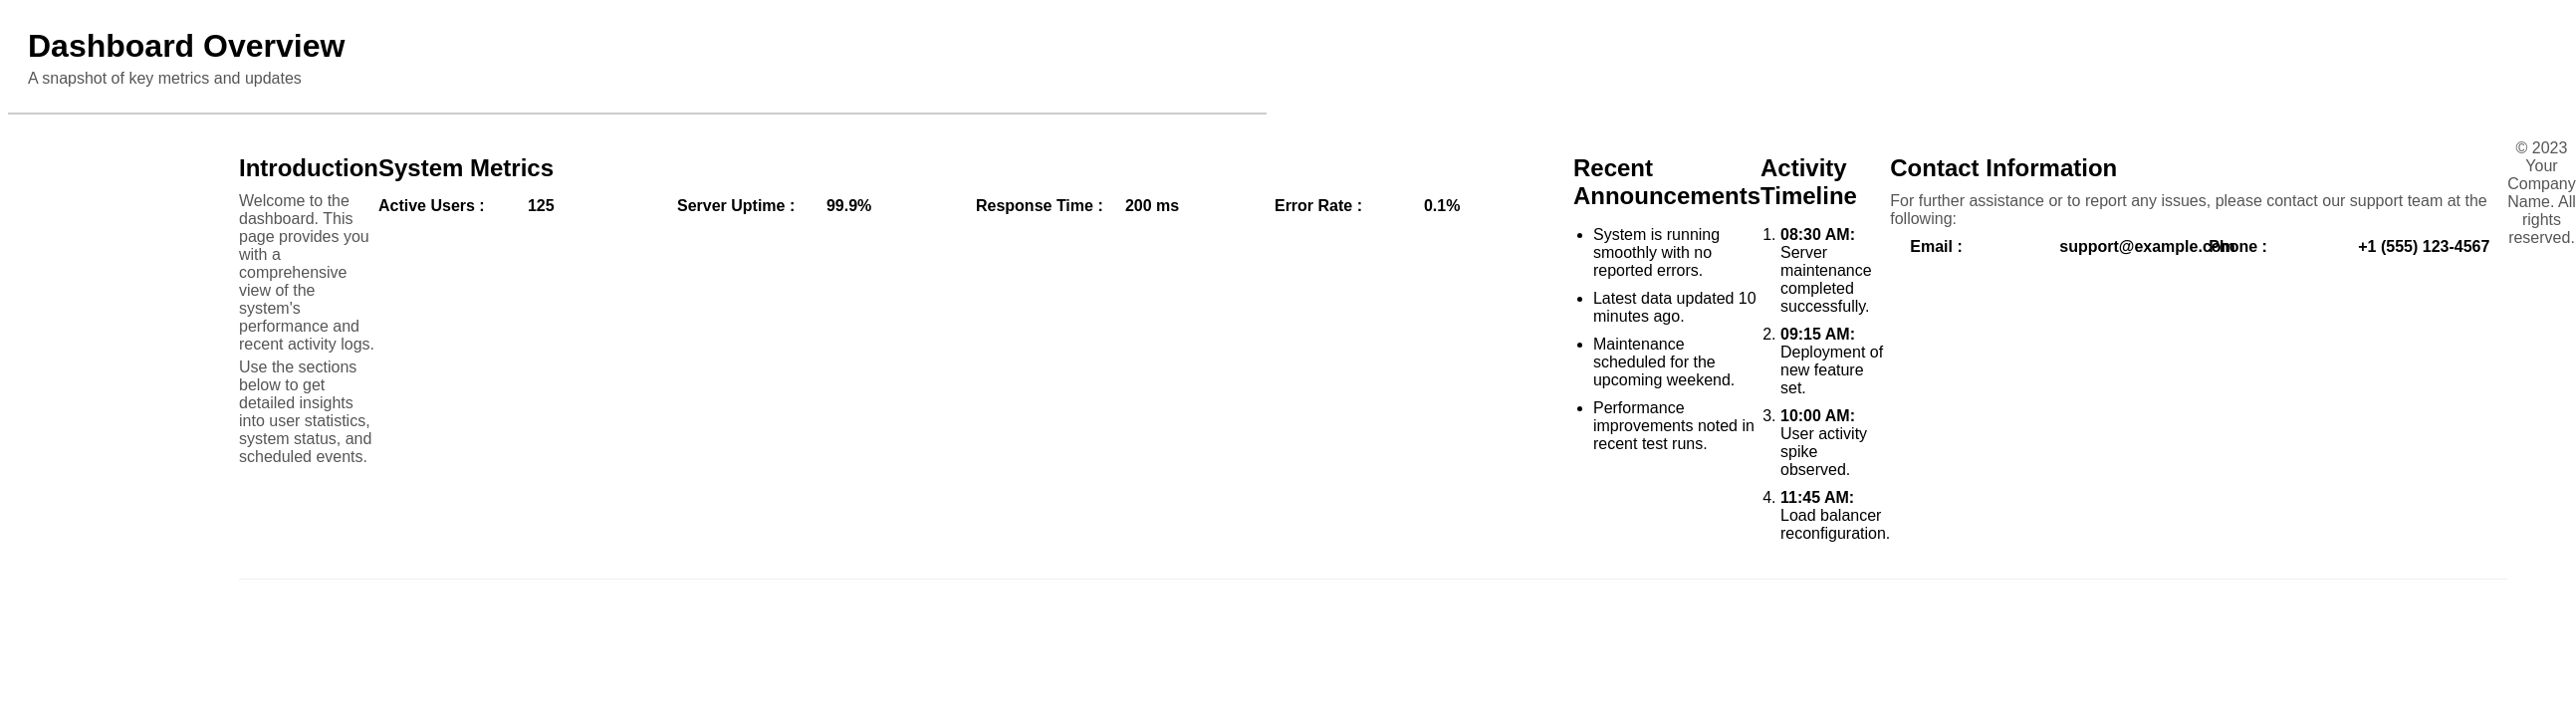 Dashboard Overview
A snapshot of key metrics and updates
Introduction
Welcome to the
dashboard. This
page provides you
with a
comprehensive
view of the
system's
performance and
recent activity logs.
Use the sections
below to get
detailed insights
into user statistics,
system status, and
scheduled events.
System Metrics
Active Users : 125
Server Uptime : 99.9%
Response Time : 200 ms
Error Rate : 0.1%
Recent
Announcements
• System is running
smoothly with no
reported errors.
• Latest data updated 10
minutes ago.
• Maintenance
scheduled for the
upcoming weekend.
• Performance
improvements noted in
recent test runs.
Activity
Timeline
1. 08:30 AM:
Server
maintenance
completed
successfully.
2. 09:15 AM:
Deployment of
new feature
set.
3. 10:00 AM:
User activity
spike
observed.
4. 11:45 AM:
Load balancer
reconfiguration.
Contact Information
For further assistance or to report any issues, please contact our support team at the
following:
Email : support@example.com
Phone : +1 (555) 123-4567
© 2023
Your
Company
Name. All
rights
reserved.